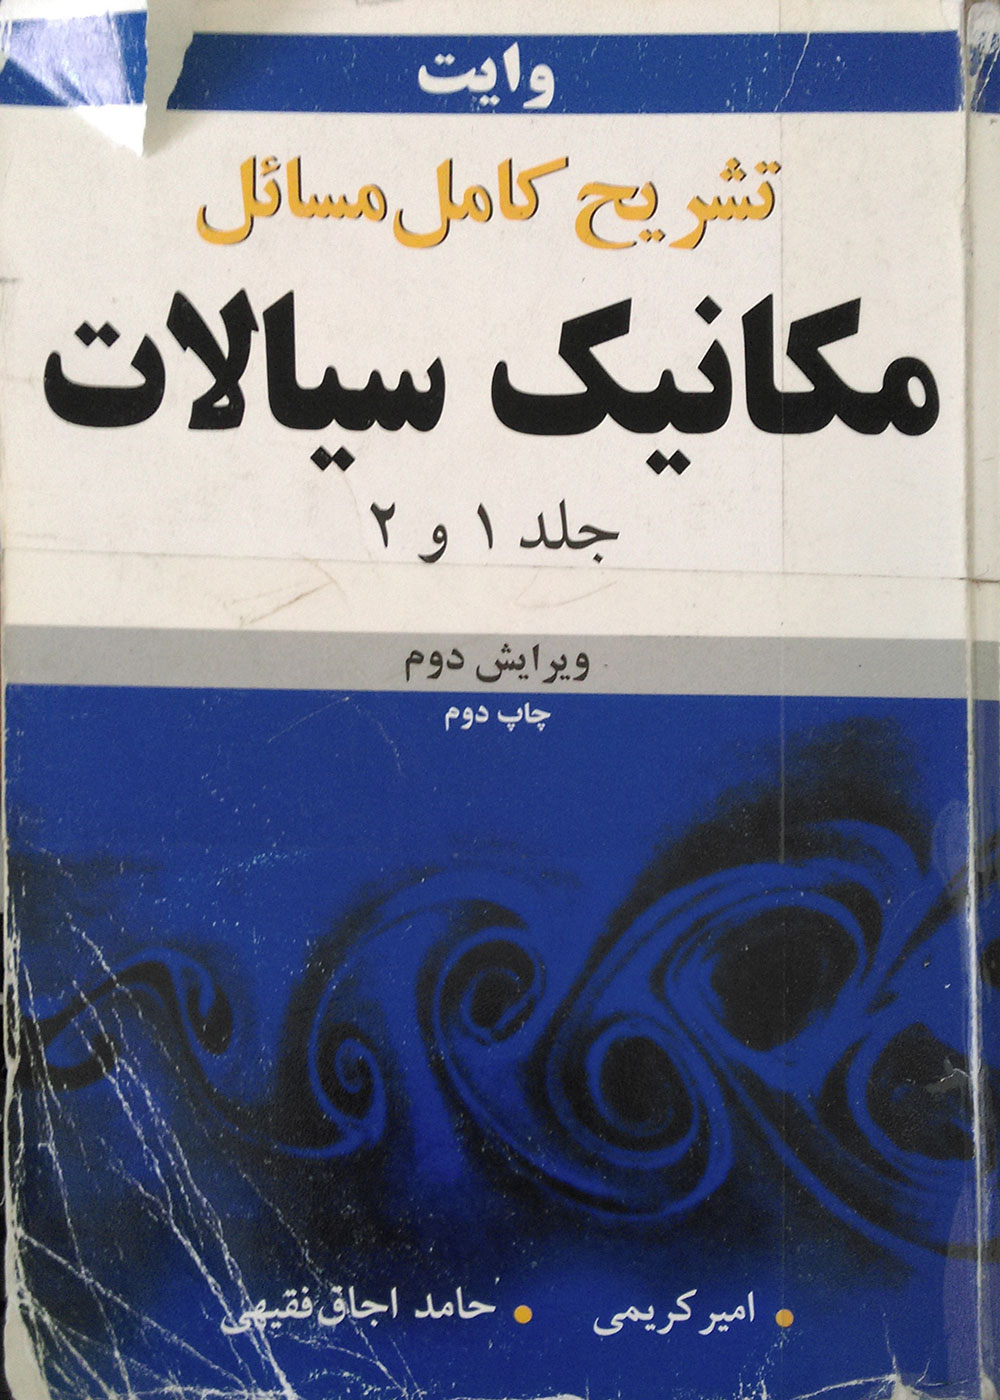 وایت
تشریح کامل مسائل
مکانیک سیالات
جلد ۱ و ۲
ویرایش دوم
چاپ دوم
امیر کریمی
حامد اجاق فقیهی